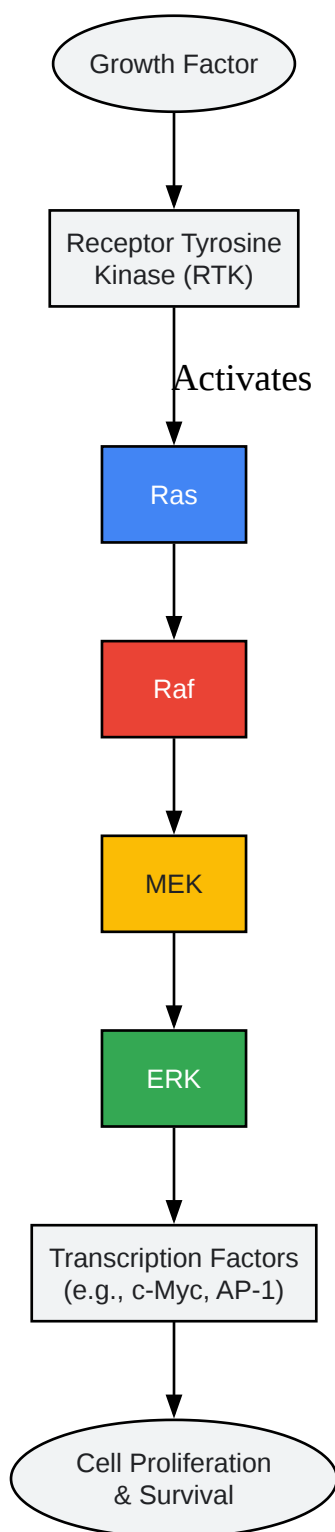 Growth Factor
Receptor Tyrosine
Kinase (RTK)
Activates
Ras
Raf
MEK
ERK
Transcription Factors
(e.g., c-Myc, AP-1)
Cell Proliferation
& Survival